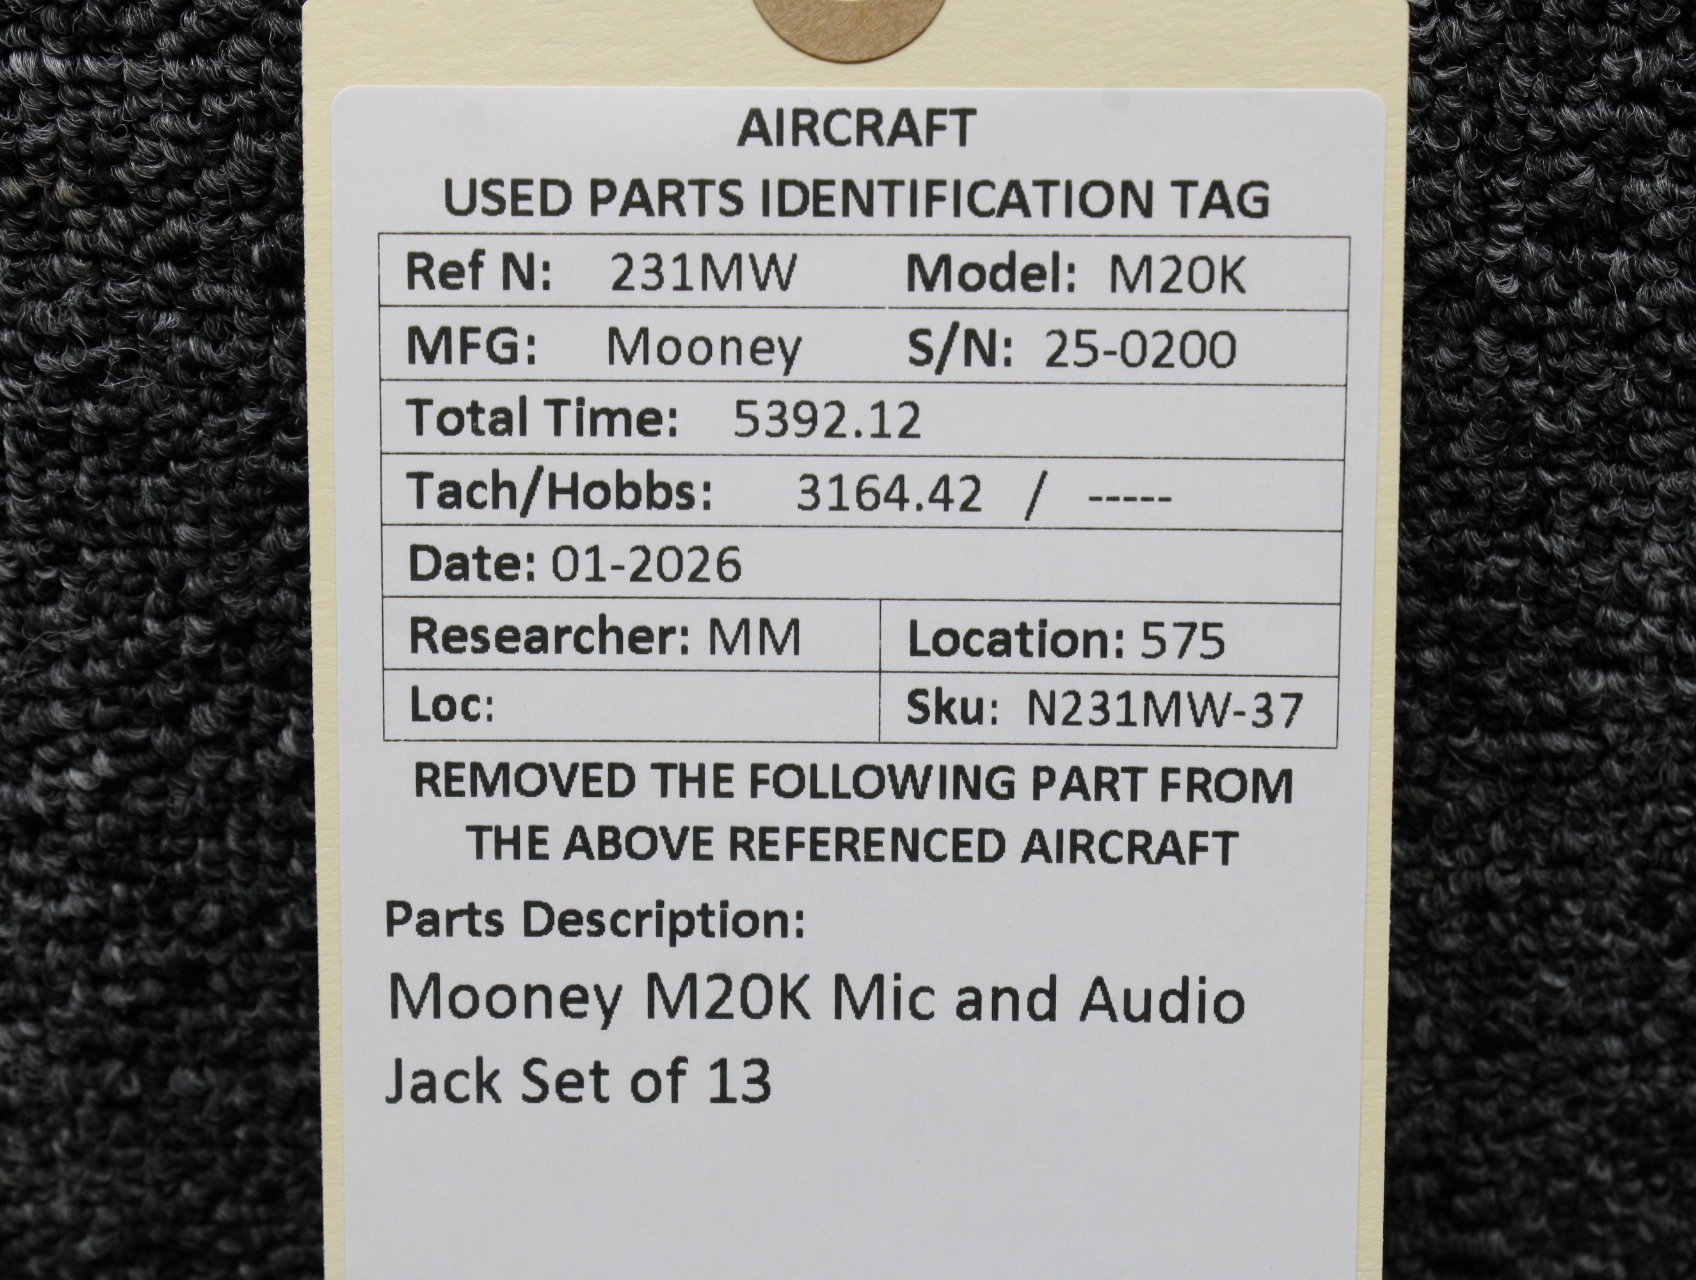 AIRCRAFT
USED PARTS IDENTIFICATION TAG
Ref N: 231MW Model: M20K
MFG: Mooney S/N: 25-0200
Total Time: 5392.12
Tach/Hobbs: 3164.42 / -----
Date: 01-2026
Researcher: MM Location: 575
Loc: Sku: N231MW-37
REMOVED THE FOLLOWING PART FROM
THE ABOVE REFERENCED AIRCRAFT
Parts Description:
Mooney M20K Mic and Audio
Jack Set of 13